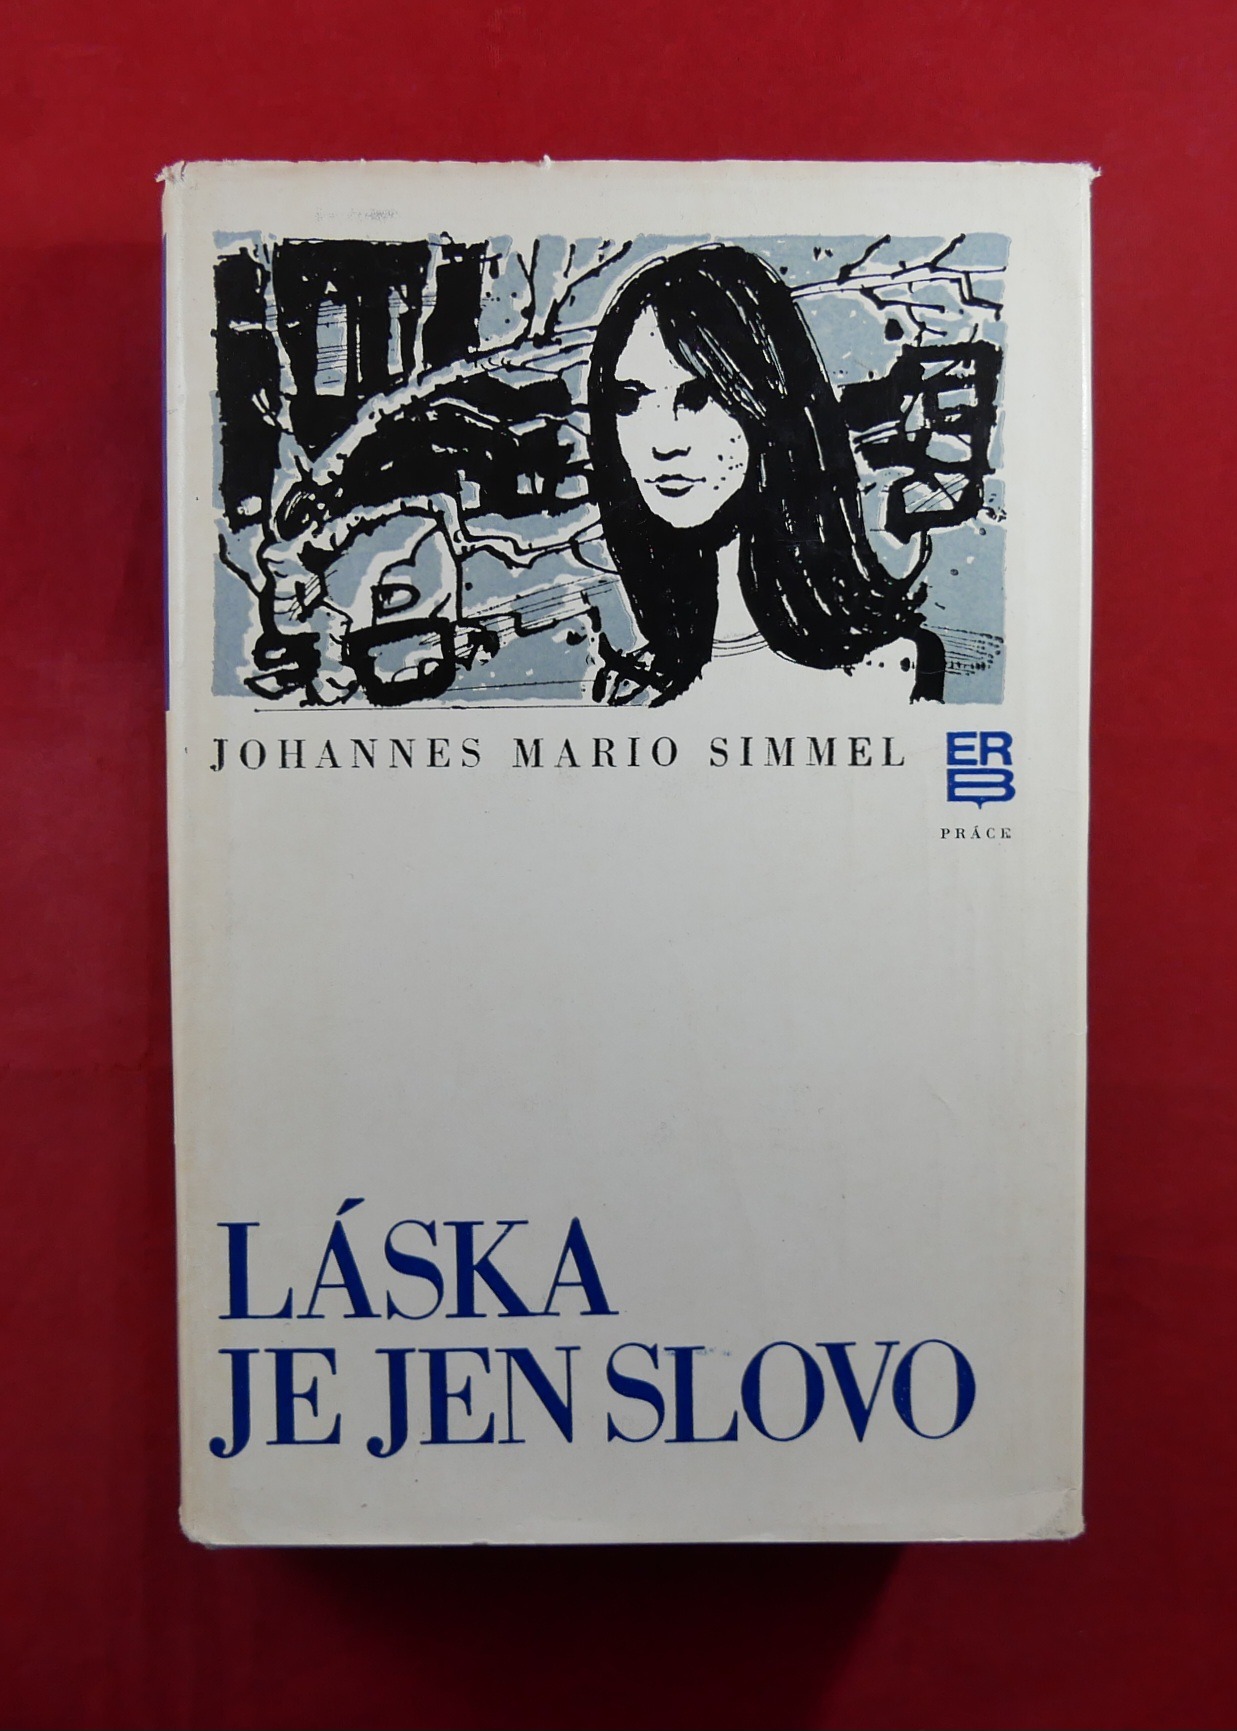 JOHANNES MARIO SIMMEL
ER
B
PRÁCE
LÁSKA
JE JEN SLOVO